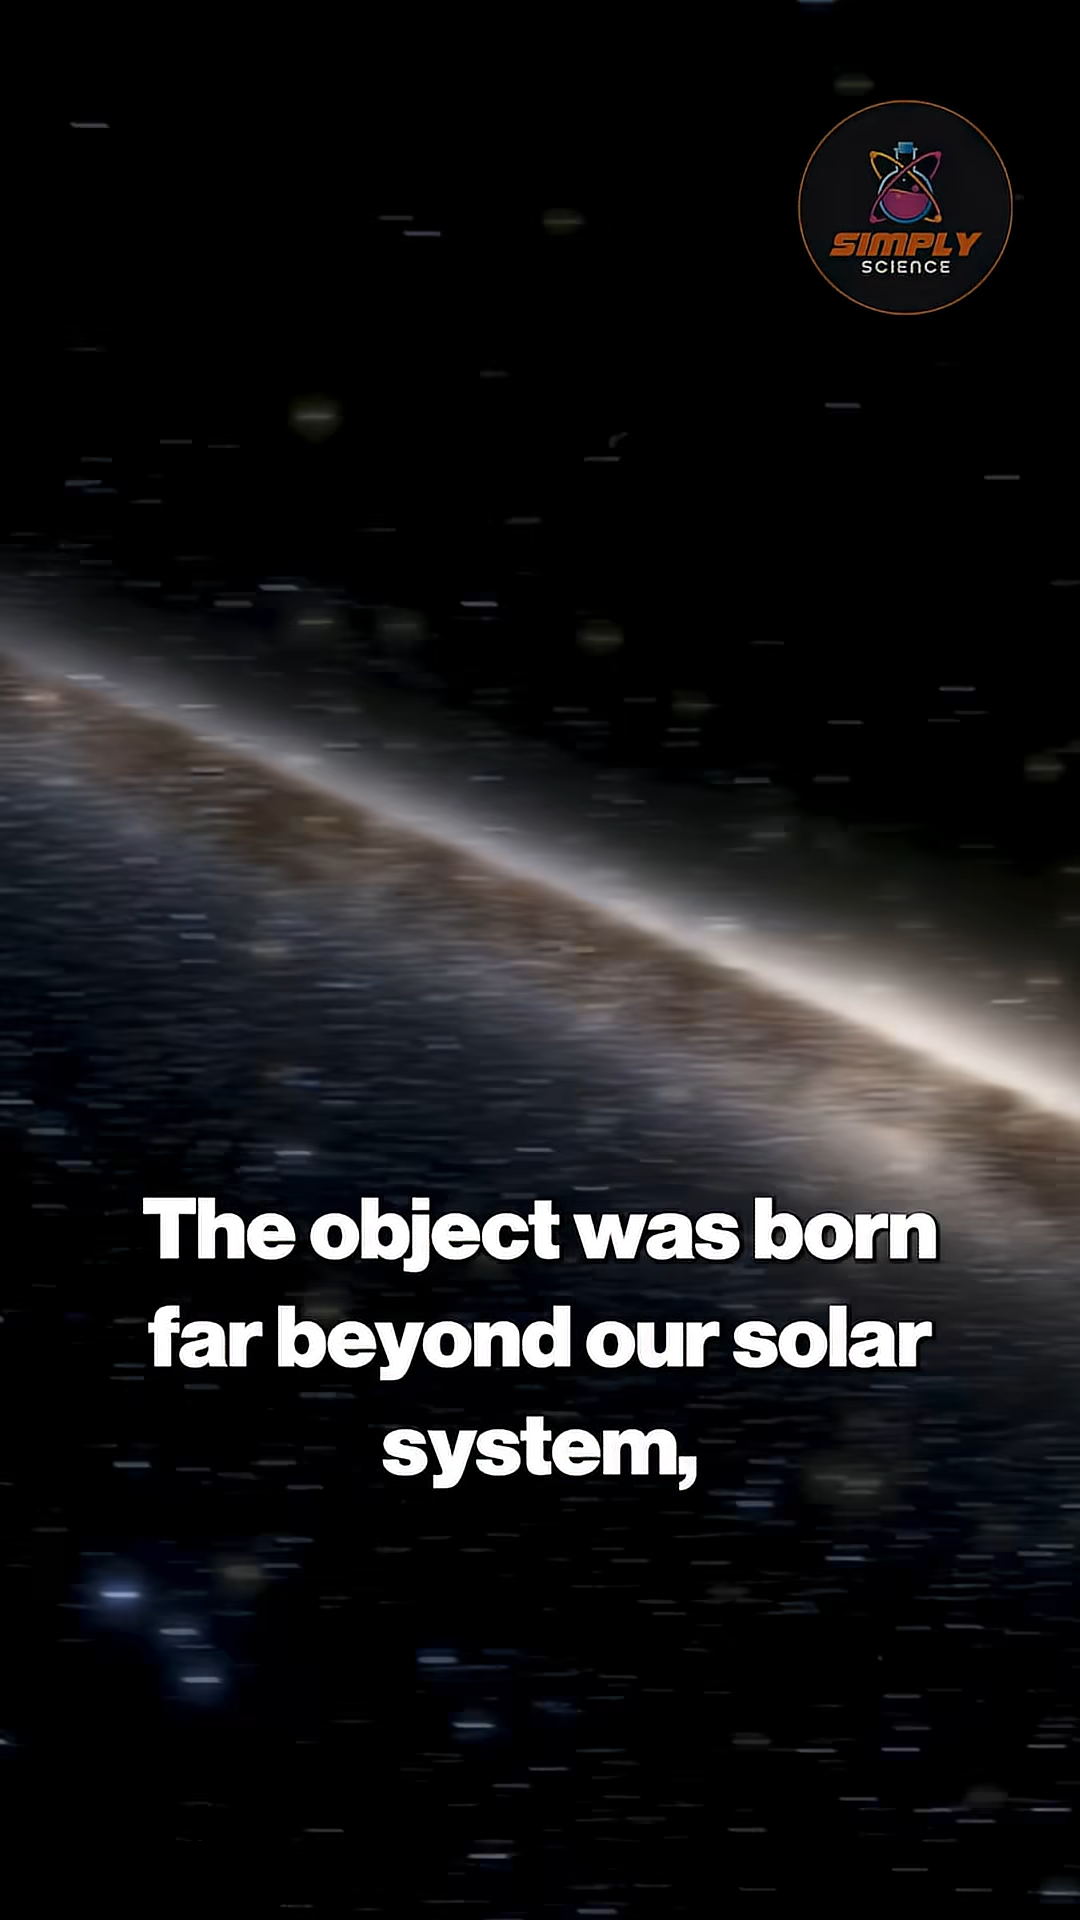 SIMPLY
SCIENCE
The object was born
far beyond our solar
system,